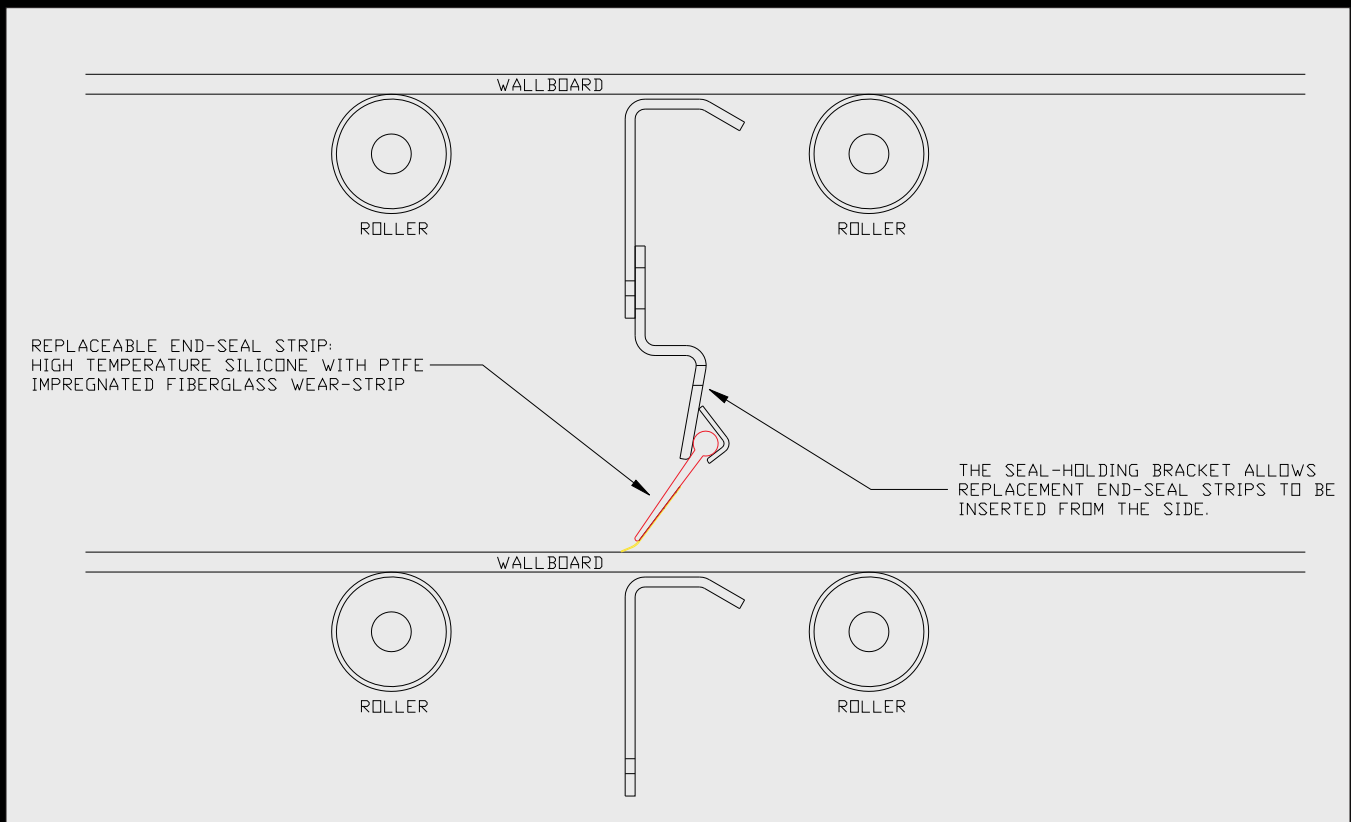 WALLBOARD
ROLLER
ROLLER
REPLACEABLE END-SEAL STRIP:
HIGH TEMPERATURE SILICONE WITH PTFE
IMPREGNATED FIBERGLASS WEAR-STRIP
THE SEAL-HOLDING BRACKET ALLOWS
REPLACEMENT END-SEAL STRIPS TO BE
INSERTED FROM THE SIDE.
WALLBOARD
ROLLER
ROLLER